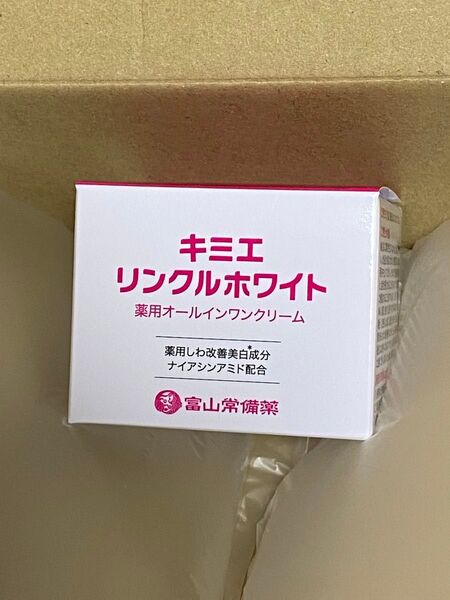 キミエ
リンクルホワイト
薬用オールインワンクリーム
薬用しわ改善美白*成分
ナイアシンアミド配合
富山常備薬